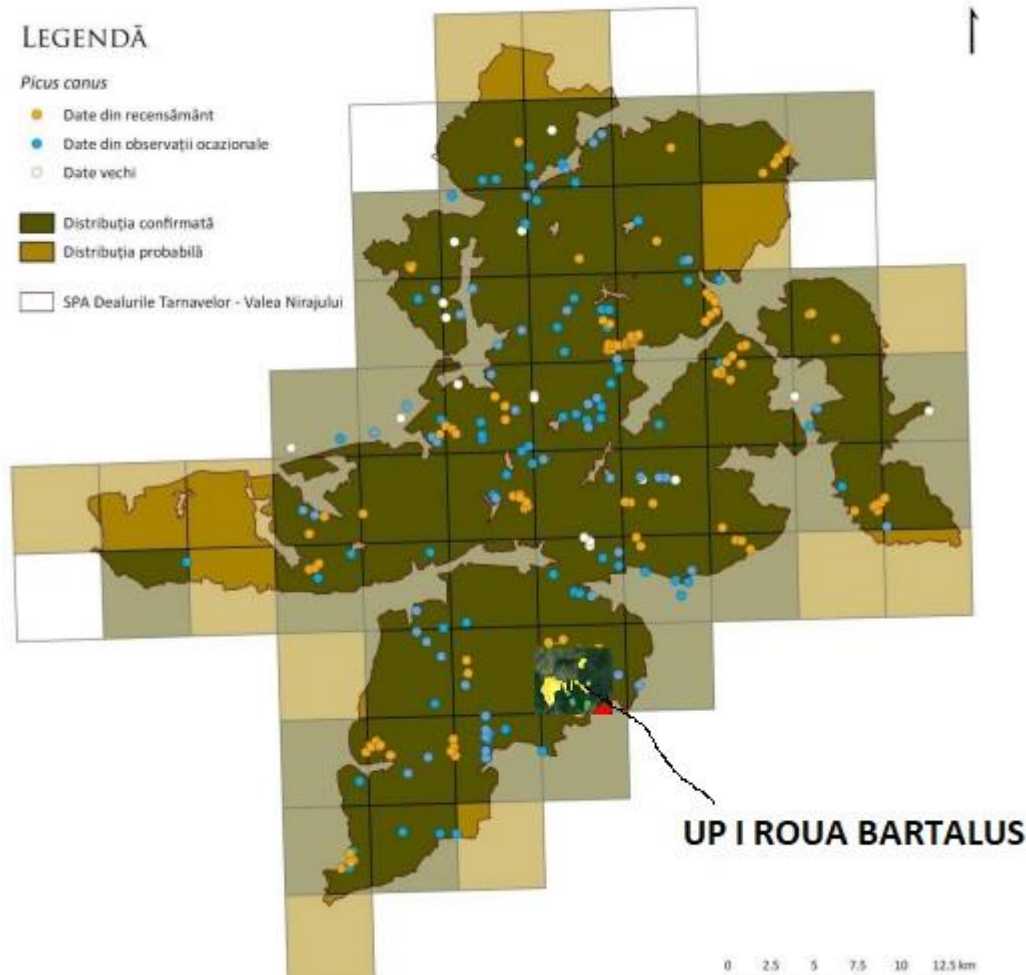 LEGENDĂ
Picus canus
Date din recensământ
Date din observații ocazionale
Date vechi
Distribuția confirmată
Distribuția probabilă
SPA Dealurile Tarnavelor - Valea Nirajului
UP I ROUA BARTALUS
0 2.5 5 7.5 10 12.5 km